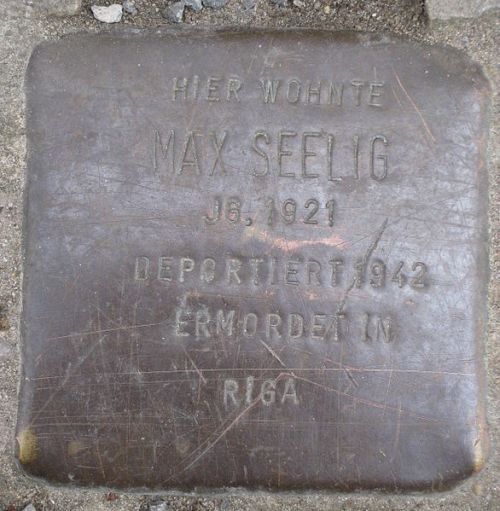 HIER WOHNTE
MAX SEELIG
JG. 1921
DEPORTIERT 1942
ERMORDET IN
RIGA